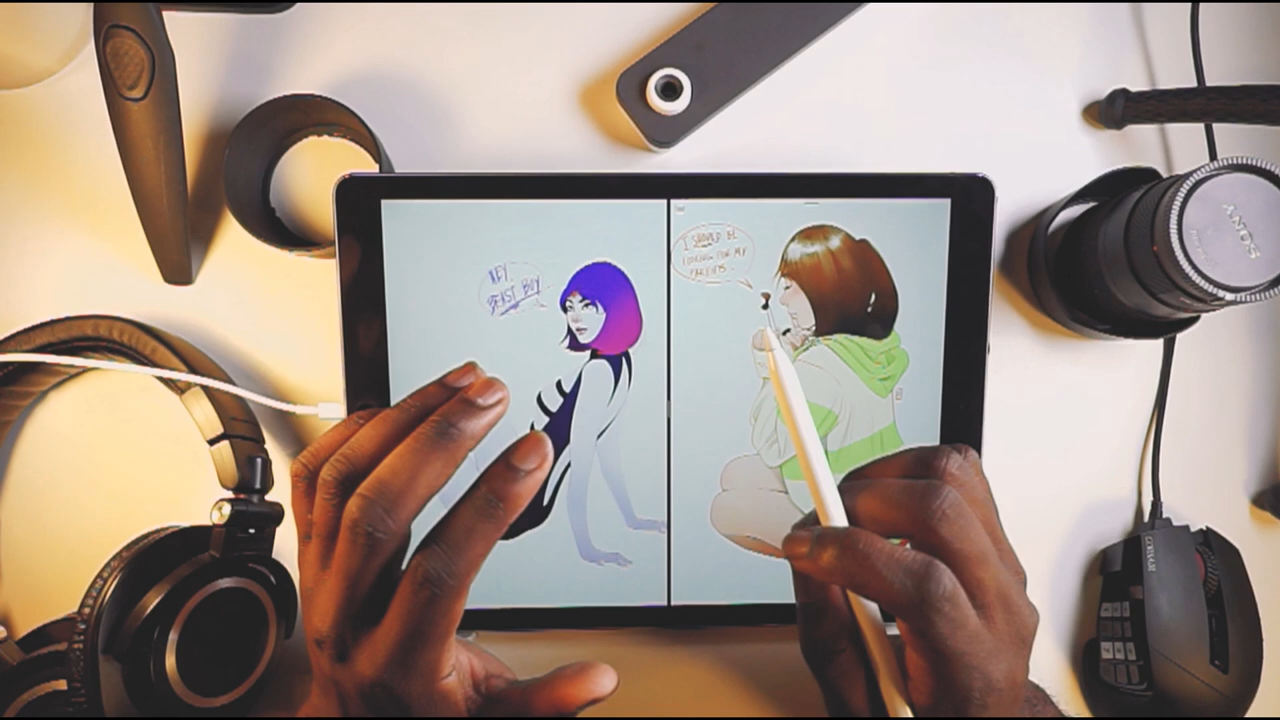 HEY
BEAST BOY
I SHOULD BE
LOOKING FOR MY
PARENTS..
SONY
CORSAIR